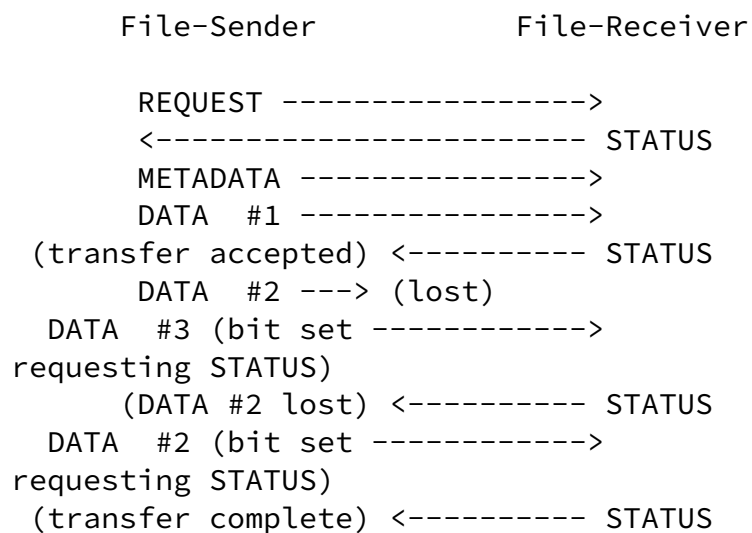 File-Sender            File-Receiver
REQUEST ----------------->
<------------------------ STATUS
METADATA ---------------->
DATA  #1 ---------------->
(transfer accepted) <---------- STATUS
DATA  #2 ---> (lost)
DATA  #3 (bit set ------------>
requesting STATUS)
(DATA #2 lost) <---------- STATUS
DATA  #2 (bit set ------------>
requesting STATUS)
(transfer complete) <---------- STATUS